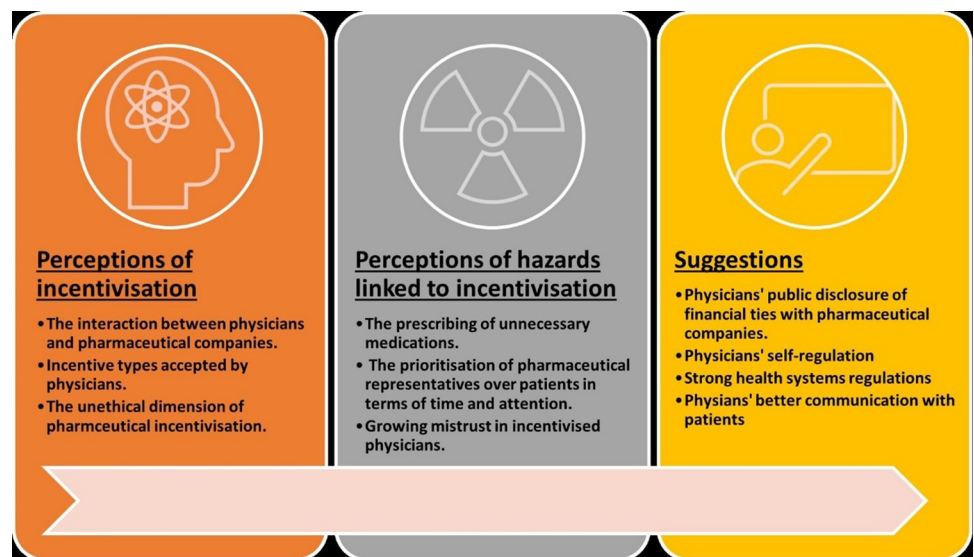 Perceptions of
incentivisation
•The interaction between physicians
and pharmaceutical companies.
•Incentive types accepted by
physicians.
•The unethical dimension of
pharmceutical incentivisation.
Perceptions of hazards
linked to incentivisation
•The prescribing of unnecessary
medications.
• The prioritisation of pharmaceutical
representatives over patients in
terms of time and attention.
•Growing mistrust in incentivised
physicians.
Suggestions
•Physicians' public disclosure of
financial ties with pharmaceutical
companies.
•Physicians' self-regulation
•Strong health systems regulations
•Physians' better communication with
patients